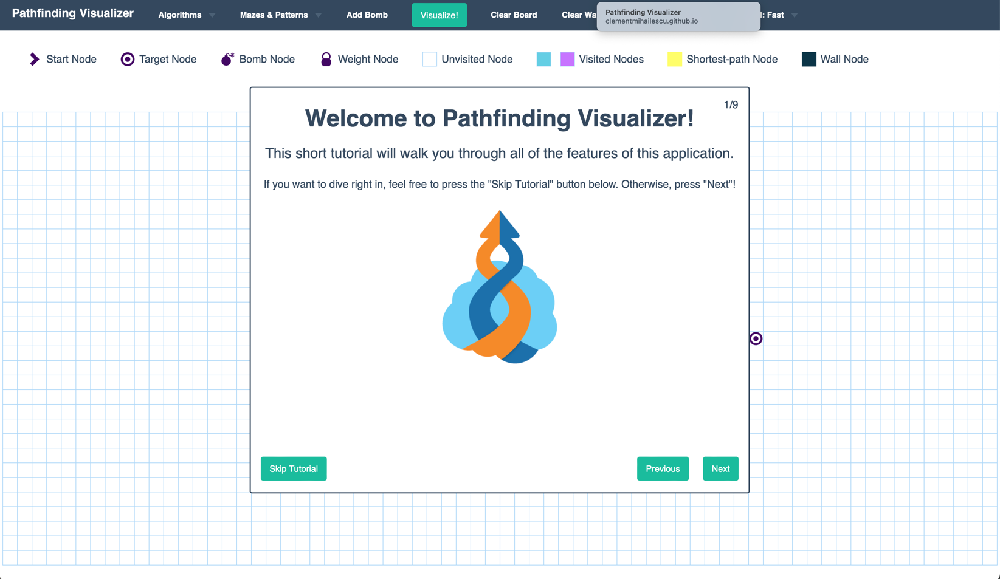 Pathfinding Visualizer
Algorithms
Mazes & Patterns
Add Bomb
Visualize!
Clear Board
Clear Wa
Pathfinding Visualizer
clementmihailescu.github.io
: Fast
Start Node
Target Node
Bomb Node
Weight Node
Unvisited Node
Visited Nodes
Shortest-path Node
Wall Node
1/9
Welcome to Pathfinding Visualizer!
This short tutorial will walk you through all of the features of this application.
If you want to dive right in, feel free to press the "Skip Tutorial" button below. Otherwise, press "Next"!
Skip Tutorial
Previous
Next